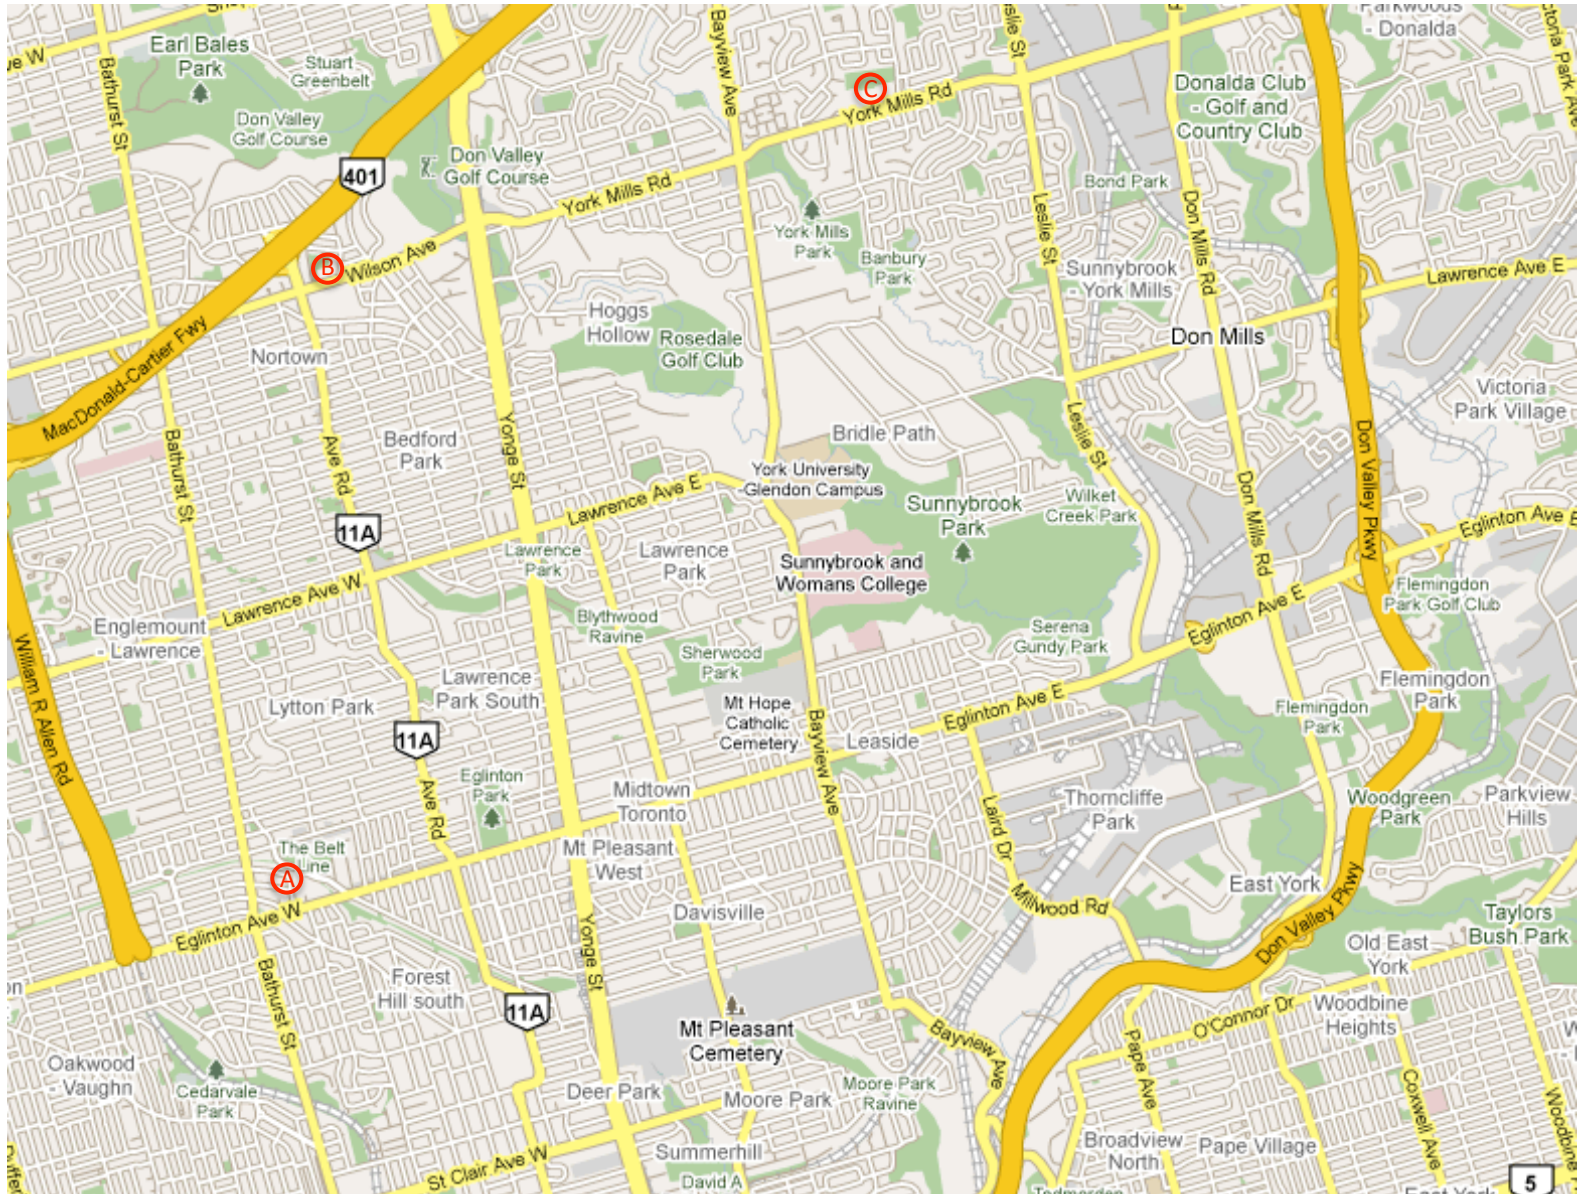 Parkwoods
- Donalda
Earl Bales
Park
Stuart
Greenbelt
Bathurst St
Bayview Ave
Leslie St
Victoria Park Ave
C
York Mills Rd
Donalda Club
- Golf and
Country Club
Don Valley
Golf Course
401
Don Valley
Golf Course
York Mills Rd
Bond Park
Don Mills Rd
Leslie St
York Mills
Park
Banbury
Park
B
Wilson Ave
Sunnybrook
- York Mills
Lawrence Ave E
MacDonald-Cartier Fwy
Nortown
Hoggs
Hollow
Rosedale
Golf Club
Don Mills
Victoria
Park Village
Bathurst St
Ave Rd
Bedford
Park
Yonge St
Bridle Path
Leslie St
Don Valley Pkwy
York University
-Glendon Campus
Lawrence Ave E
Sunnybrook
Park
Wilket
Creek Park
Don Mills Rd
Eglinton Ave E
11A
Lawrence
Park
Lawrence
Park
Sunnybrook and
Womans College
Lawrence Ave W
Flemingdon
Park Golf Club
Eglinton Ave E
Englemount
- Lawrence
Blythwood
Ravine
Serena
Gundy Park
Sherwood
Park
William R Allen Rd
Lytton Park
Lawrence
Park South
Mt Hope
Catholic
Cemetery
Bayview Ave
Eglinton Ave E
Flemingdon
Park
Flemingdon
Park
11A
Leaside
Eglinton
Park
Ave Rd
Midtown
Toronto
Laird Dr
Thorncliffe
Park
Woodgreen
Park
Parkview
Hills
The Belt
Line
A
Mt Pleasant
West
Eglinton Ave W
Davisville
Millwood Rd
East York
Don Valley Pkwy
Taylors
Bush Park
Old East
York
Bathurst St
Forest
Hill south
Yonge St
11A
Mt Pleasant
Cemetery
Bayview Ave
O'Connor Dr
Woodbine
Heights
Oakwood
- Vaughn
Cedarvale
Park
Deer Park
Moore Park
Moore Park
Ravine
Pape Ave
Coxwell Ave
Woodbine
St Clair Ave W
Summerhill
Broadview
North
Pape Village
David A
5